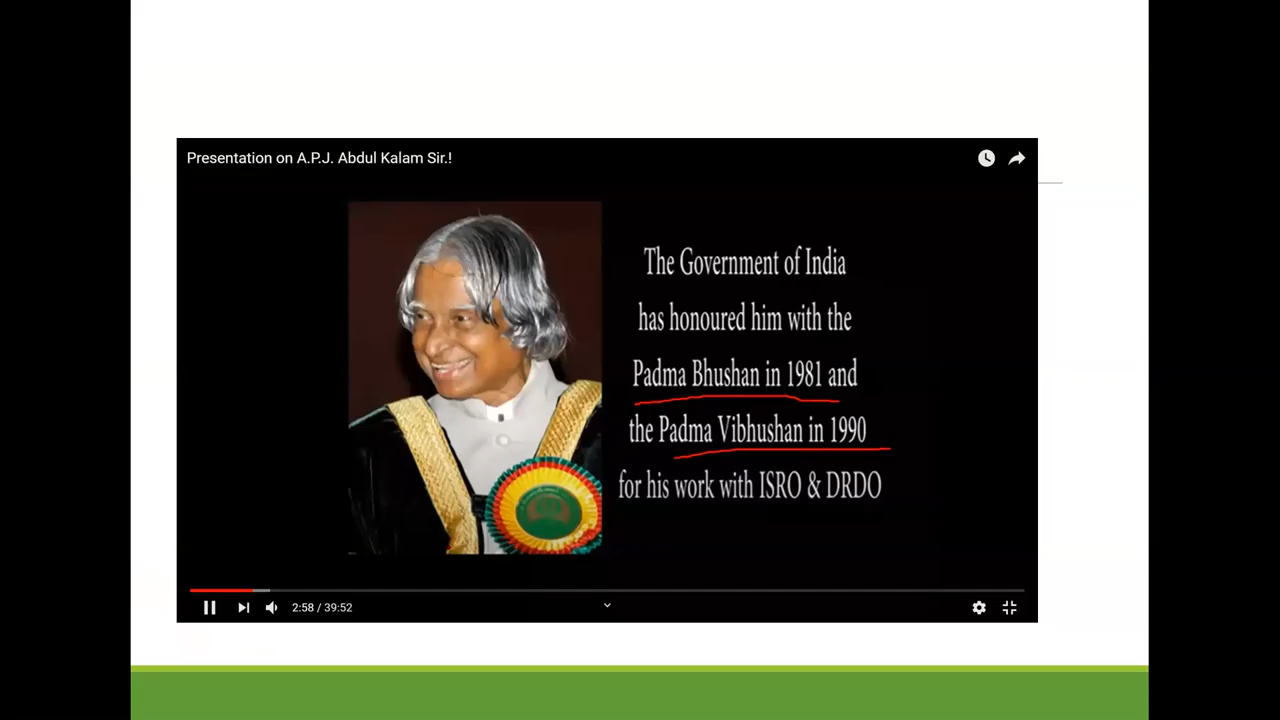 Presentation on A.P.J. Abdul Kalam Sir.!
The Government of India
has honoured him with the
Padma Bhushan in 1981 and
the Padma Vibhushan in 1990
for his work with ISRO & DRDO
2:58 / 39:52